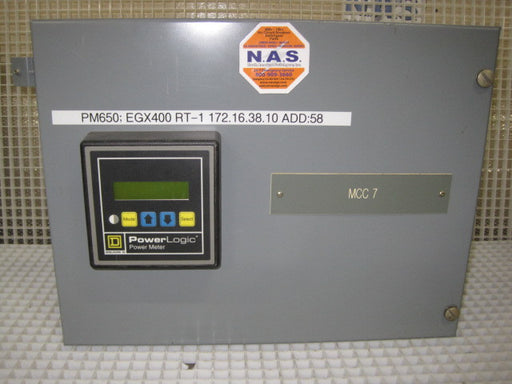 N.A.S.
PM650: EGX400 RT-1 172.16.38.10 ADD:58
MCC 7
Mode
Select
D
PowerLogic
Power Meter